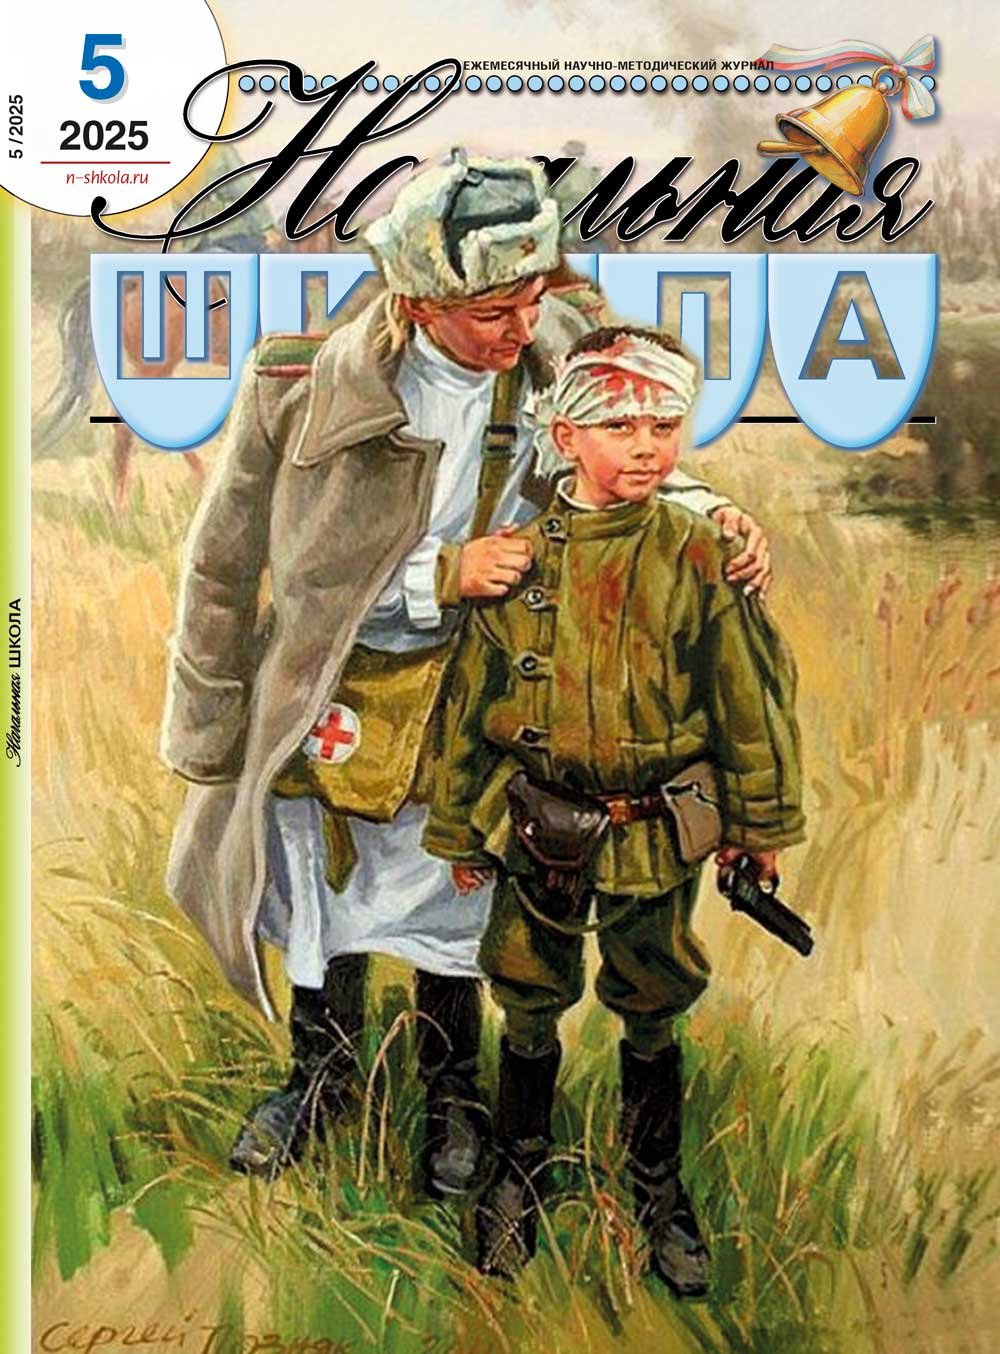 5
2025
n-shkola.ru
ЕЖЕМЕСЯЧНЫЙ НАУЧНО-МЕТОДИЧЕСКИЙ ЖУРНАЛ
Начальная
ШКОЛА
5 / 2025
Начальная ШКОЛА
Сергей